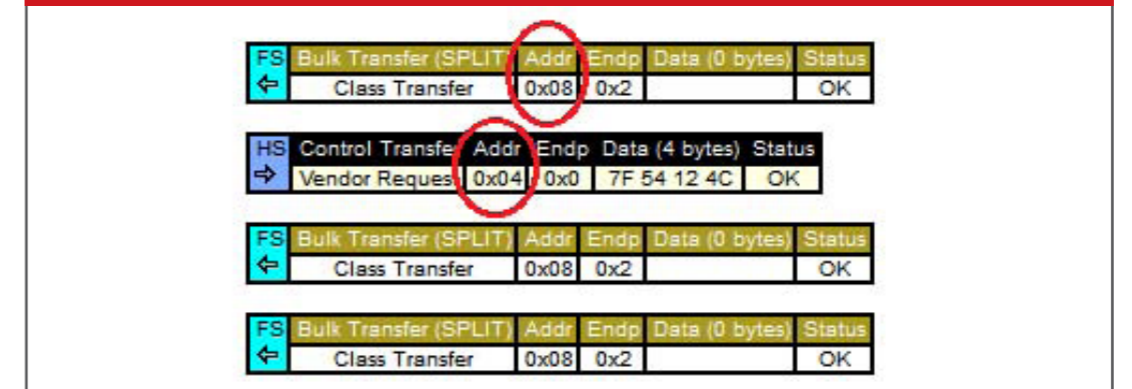 FS Bulk Transfer (SPLIT) Addr Endp Data (0 bytes) Status
Class Transfer 0x08 0x2 OK
HS Control Transfe Addr Endp Data (4 bytes) Status
Vendor Reques 0x04 0x0 7F 54 12 4C OK
FS Bulk Transfer (SPLIT) Addr Endp Data (0 bytes) Status
Class Transfer 0x08 0x2 OK
FS Bulk Transfer (SPLIT) Addr Endp Data (0 bytes) Status
Class Transfer 0x08 0x2 OK